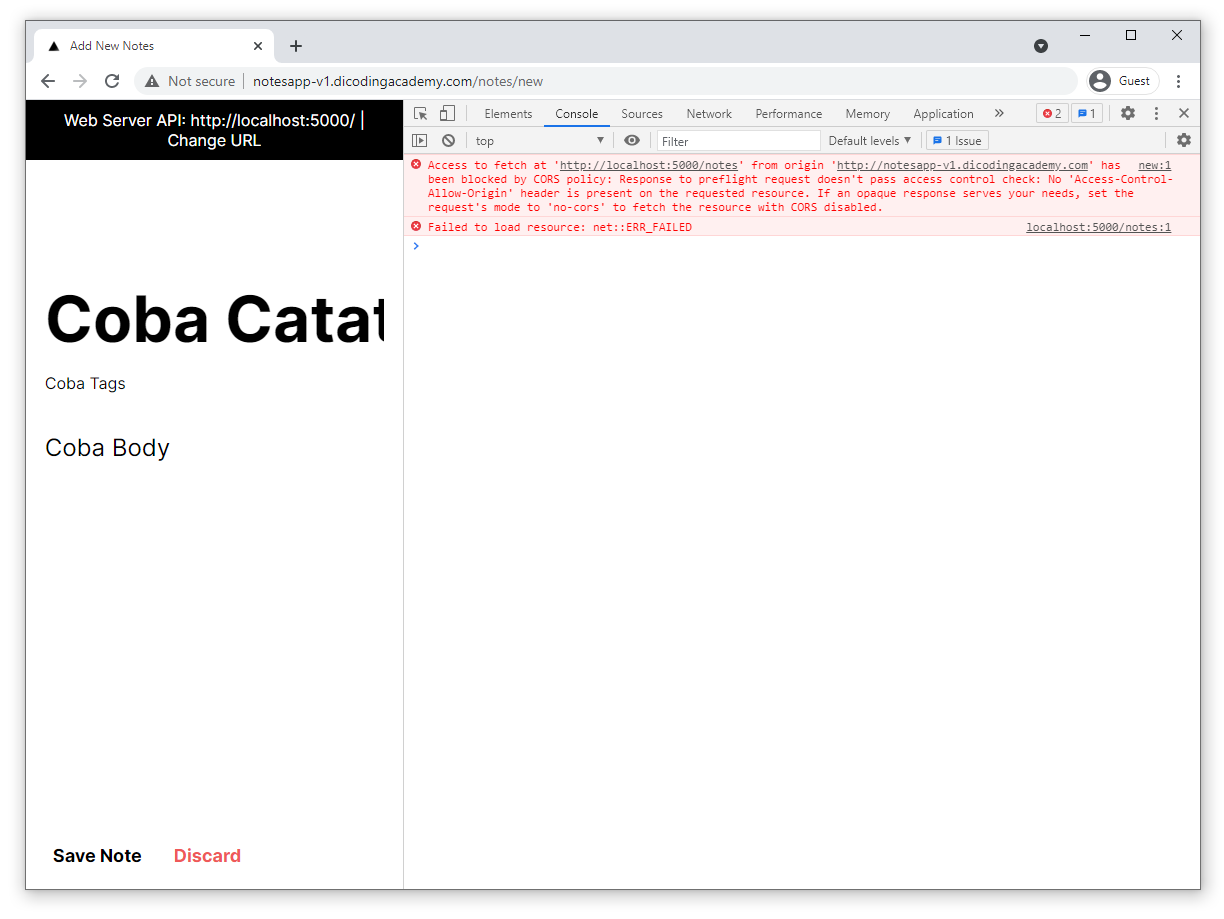 Add New Notes
Not secure
notesapp-v1.dicodingacademy.com/notes/new
Guest
Web Server API: http://localhost:5000/ |
Change URL
Coba Catat
Coba Tags
Coba Body
Save Note Discard
Elements Console Sources Network Performance Memory Application 2 1
top Filter Default levels 1 Issue
Access to fetch at 'http://localhost:5000/notes' from origin 'http://notesapp-v1.dicodingacademy.com' has new:1
been blocked by CORS policy: Response to preflight request doesn't pass access control check: No 'Access-Control-
Allow-Origin' header is present on the requested resource. If an opaque response serves your needs, set the
request's mode to 'no-cors' to fetch the resource with CORS disabled.
Failed to load resource: net::ERR_FAILED localhost:5000/notes:1